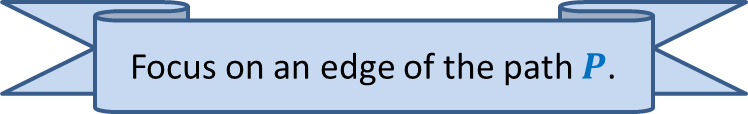 Focus on an edge of the path P.